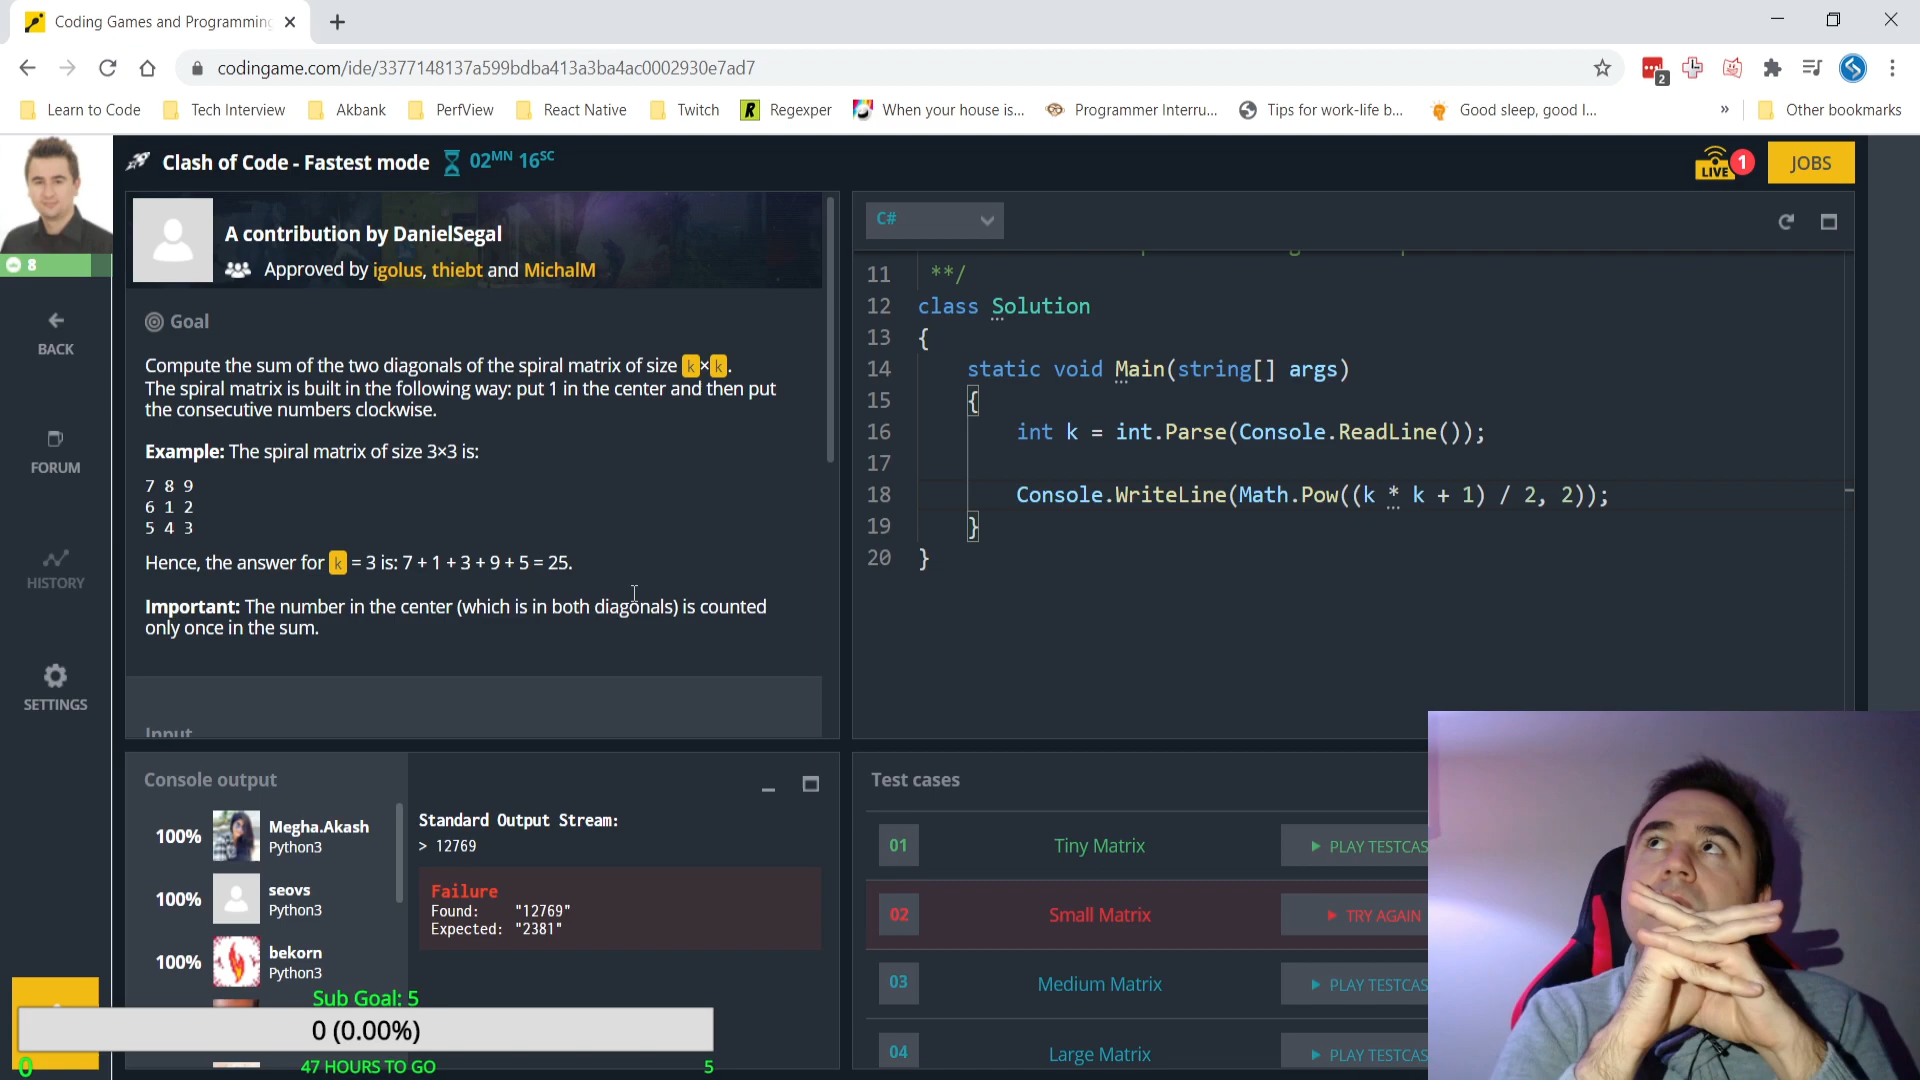 Coding Games and Programming
codingame.com/ide/3377148137a599bdba413a3ba4ac0002930e7ad7
2
Learn to Code
Tech Interview
Akbank
PerfView
React Native
Twitch
R
Regexper
When your house is...
Programmer Interru...
Tips for work-life b...
Good sleep, good l...
»
Other bookmarks
Clash of Code - Fastest mode
02MN 16SC
LIVE
1
JOBS
8
BACK
FORUM
HISTORY
SETTINGS
A contribution by DanielSegal
Approved by igolus, thiebt and MichalM
Goal
Compute the sum of the two diagonals of the spiral matrix of size k×k.
The spiral matrix is built in the following way: put 1 in the center and then put
the consecutive numbers clockwise.
Example: The spiral matrix of size 3×3 is:
7 8 9
6 1 2
5 4 3
Hence, the answer for k = 3 is: 7 + 1 + 3 + 9 + 5 = 25.
Important: The number in the center (which is in both diagonals) is counted
only once in the sum.
Input
C#
11 **/
12 class Solution
13 {
14 static void Main(string[] args)
15 {
16 int k = int.Parse(Console.ReadLine());
17
18 Console.WriteLine(Math.Pow((k * k + 1) / 2, 2));
19 }
20 }
Console output
100%
Megha.Akash
Python3
100%
seovs
Python3
100%
bekorn
Python3
Standard Output Stream:
> 12769
Failure
Found: "12769"
Expected: "2381"
Test cases
01
Tiny Matrix
PLAY TESTCAS
02
Small Matrix
TRY AGAIN
03
Medium Matrix
PLAY TESTCAS
04
Large Matrix
PLAY TESTCAS
Sub Goal: 5
0 (0.00%)
0
47 HOURS TO GO
5